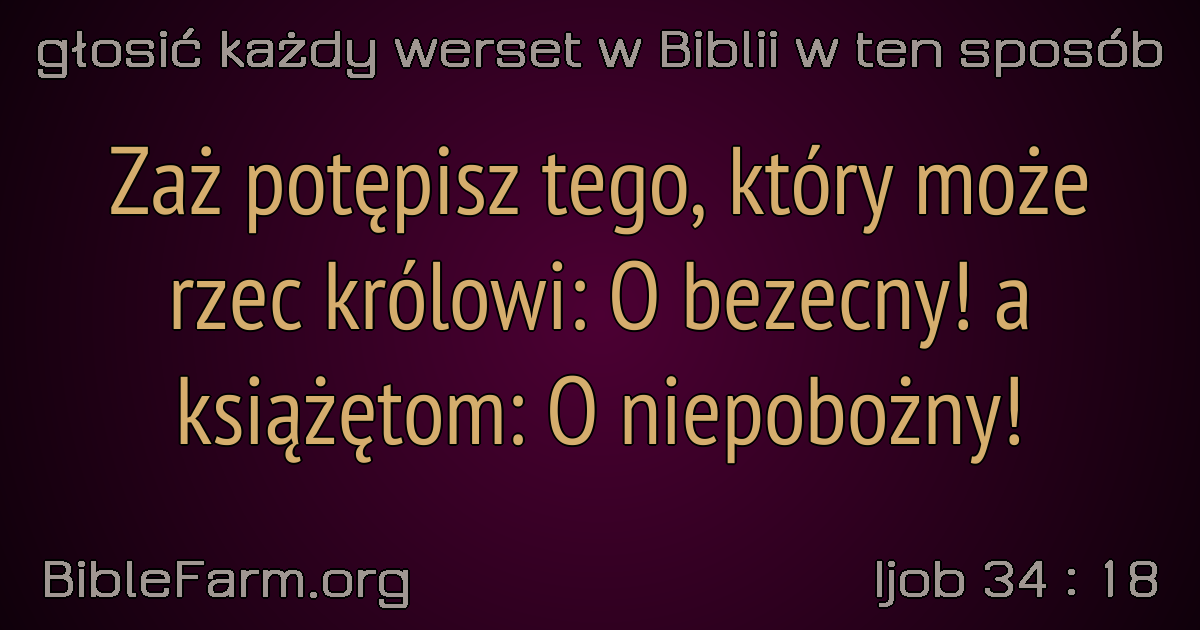 głosić każdy werset w Biblii w ten sposób
Zaż potępisz tego, który może
rzec królowi: O bezecny! a
książętom: O niepobożny!
BibleFarm.org
Ijob 34 : 18